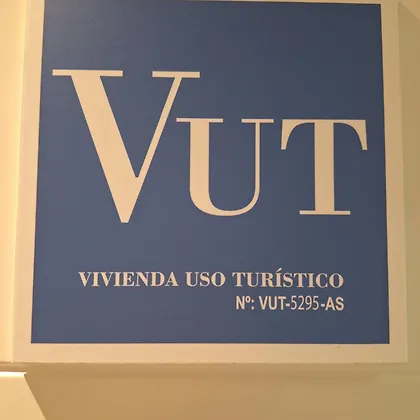 VUT
VIVIENDA USO TURÍSTICO
Nº: VUT-5295-AS